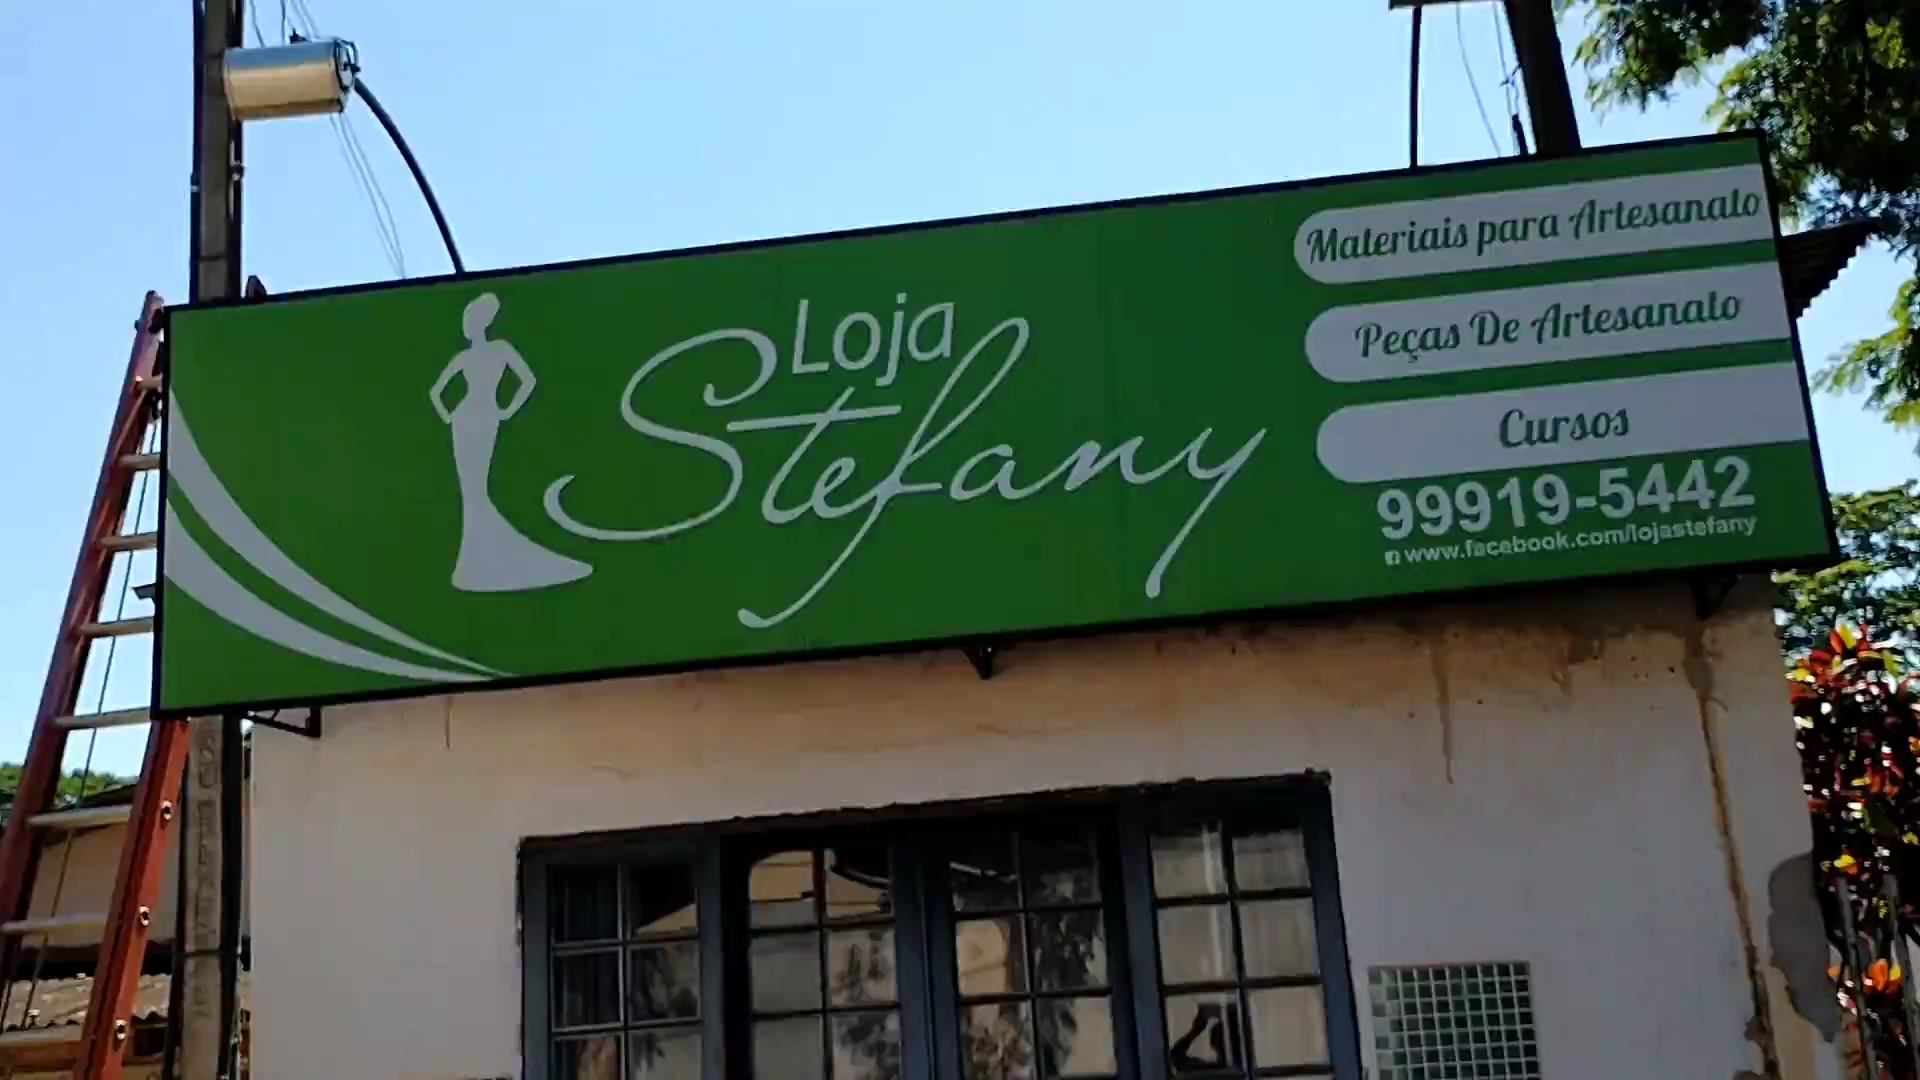 Loja
Stefany
Materiais para Artesanato
Peças De Artesanato
Cursos
99919-5442
www.facebook.com/lojastefany